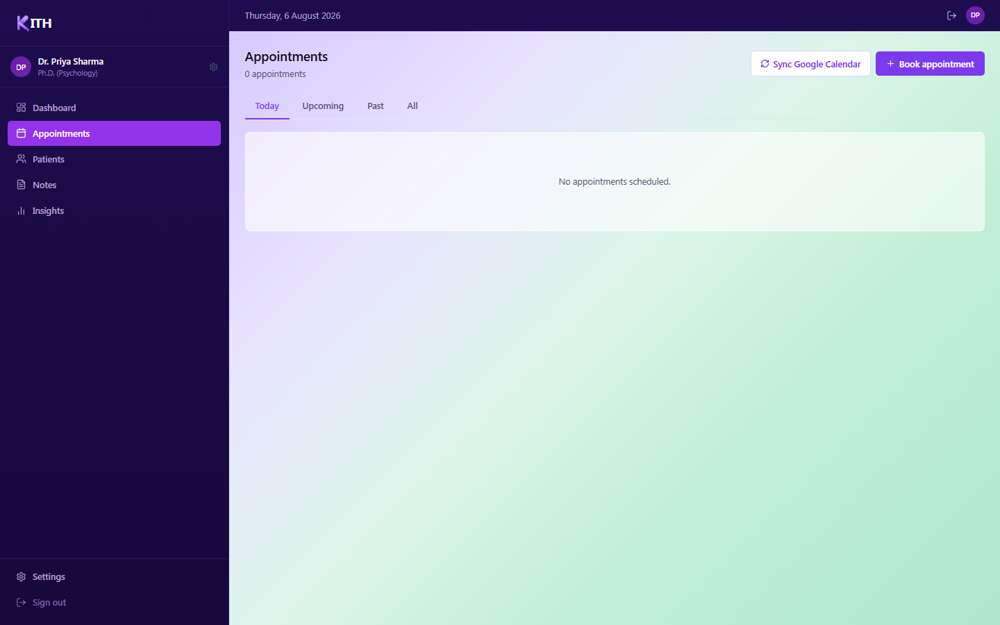 KITH
Thursday, 6 August 2026
DP
DP
Dr. Priya Sharma
Ph.D. (Psychology)
Dashboard
Appointments
Patients
Notes
Insights
Settings
Sign out
Appointments
0 appointments
Sync Google Calendar
Book appointment
Today
Upcoming
Past
All
No appointments scheduled.